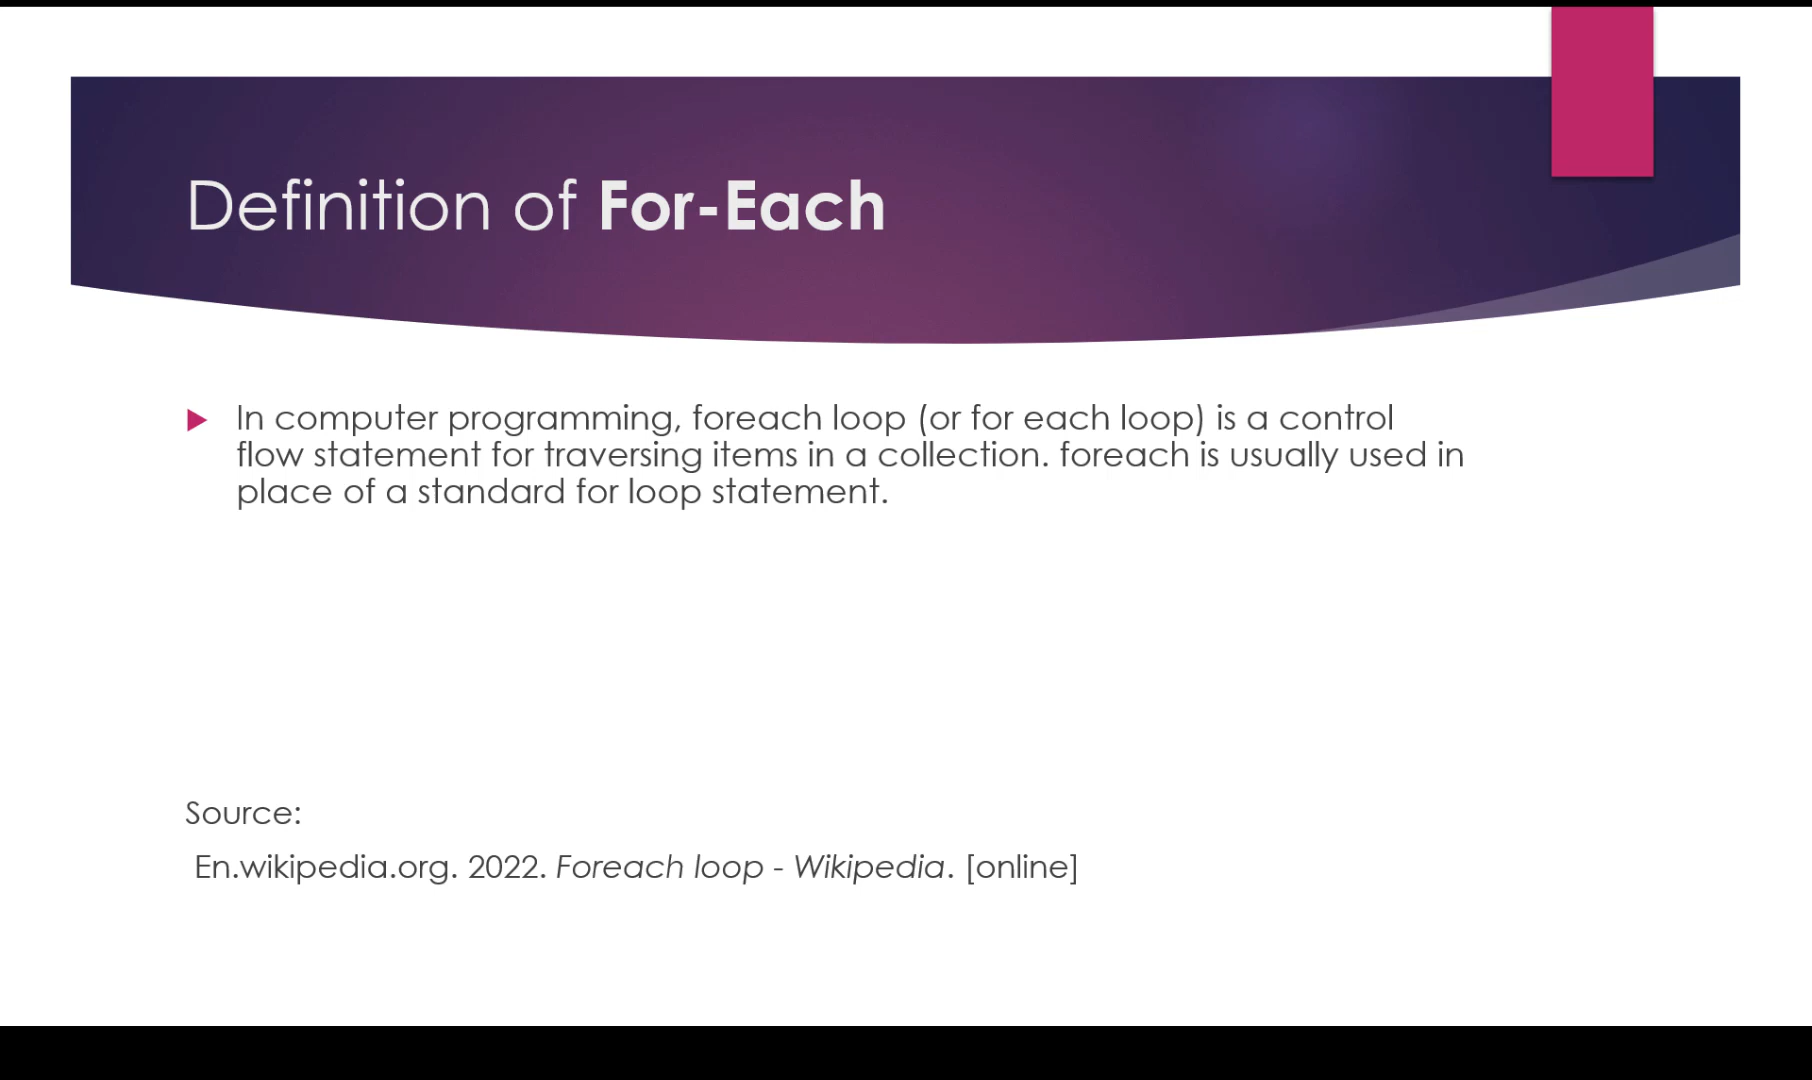 Definition of For-Each
In computer programming, foreach loop (or for each loop) is a control
flow statement for traversing items in a collection. foreach is usually used in
place of a standard for loop statement.
Source:
En.wikipedia.org. 2022. Foreach loop - Wikipedia. [online]